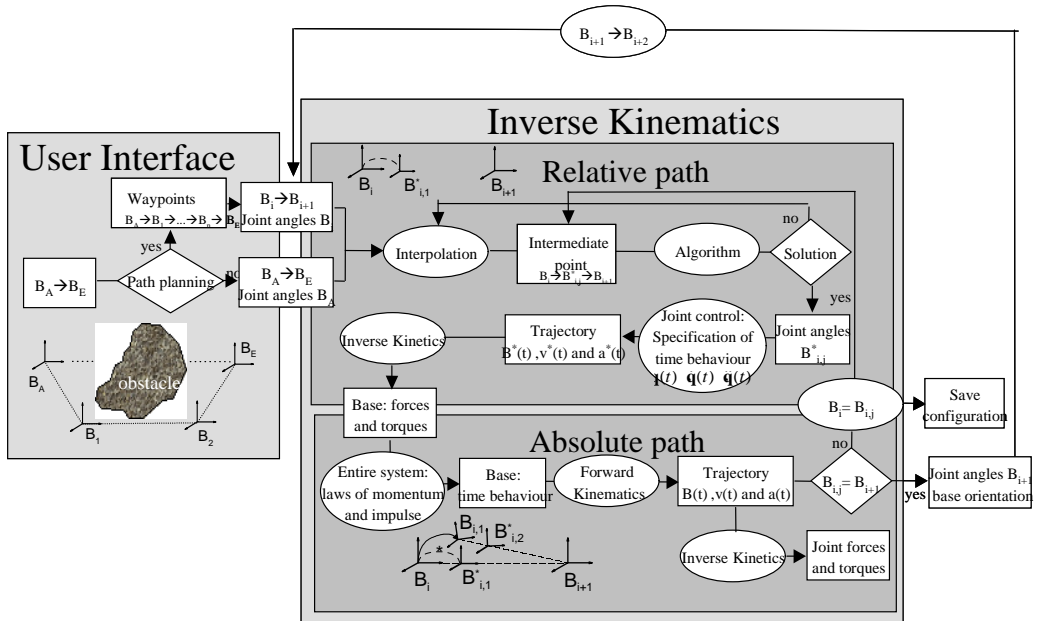 B_{i+1}→B_{i+2}
Inverse Kinematics
User Interface
Relative path
B_i
B^*_{i,1}
B_{i+1}
Waypoints
B_A→B_i→...→B_n→B_E
B_i→B_{i+1}
Joint angles B_i
yes
no
B_A→B_E
Path planning
B_A→B_E
Joint angles B_A
Interpolation
Intermediate
point
B_i→B^*_{i,j}→B_{i+1}
Algorithm
no
Solution
yes
Joint angles
B^*_{i,j}
Joint control:
Specification of
time behaviour
q(t) q(t) q(t)
Trajectory
B^*(t) ,v^*(t) and a^*(t)
Inverse Kinetics
Base: forces
and torques
B_A
obstacle
B_E
B_1
B_2
B_i= B_{i,j}
Save
configuration
Absolute path
no
Entire system:
laws of momentum
and impulse
Base:
time behaviour
Forward
Kinematics
Trajectory
B(t) ,v(t) and a(t)
B_{i,j}= B_{i+1}
yes
Joint angles B_{i+1}
base orientation
B_{i,1}
B^*_{i,2}
*
B_i
B^*_{i,1}
B_{i+1}
Inverse Kinetics
Joint forces
and torques